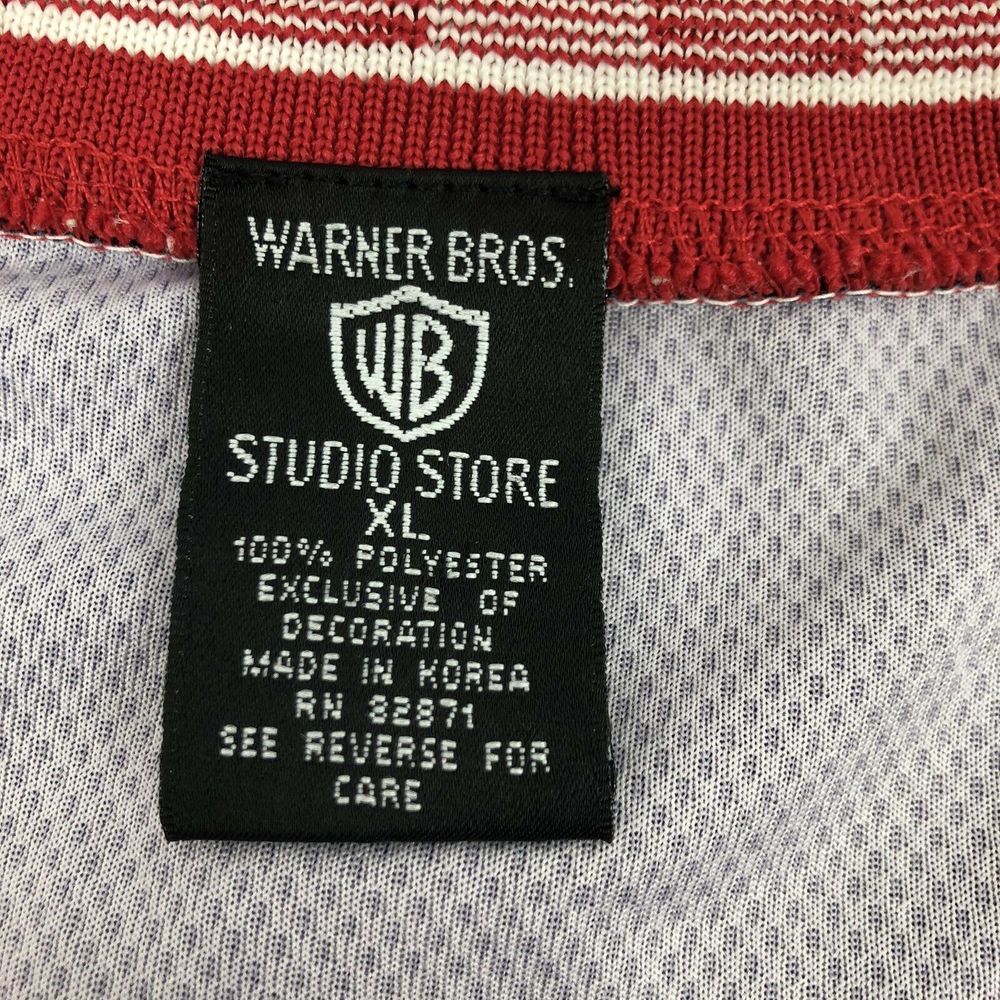 WARNER BROS.
WB
STUDIO STORE
XL
100% POLYESTER
EXCLUSIVE OF
DECORATION
MADE IN KOREA
RN 82871
SEE REVERSE FOR
CARE